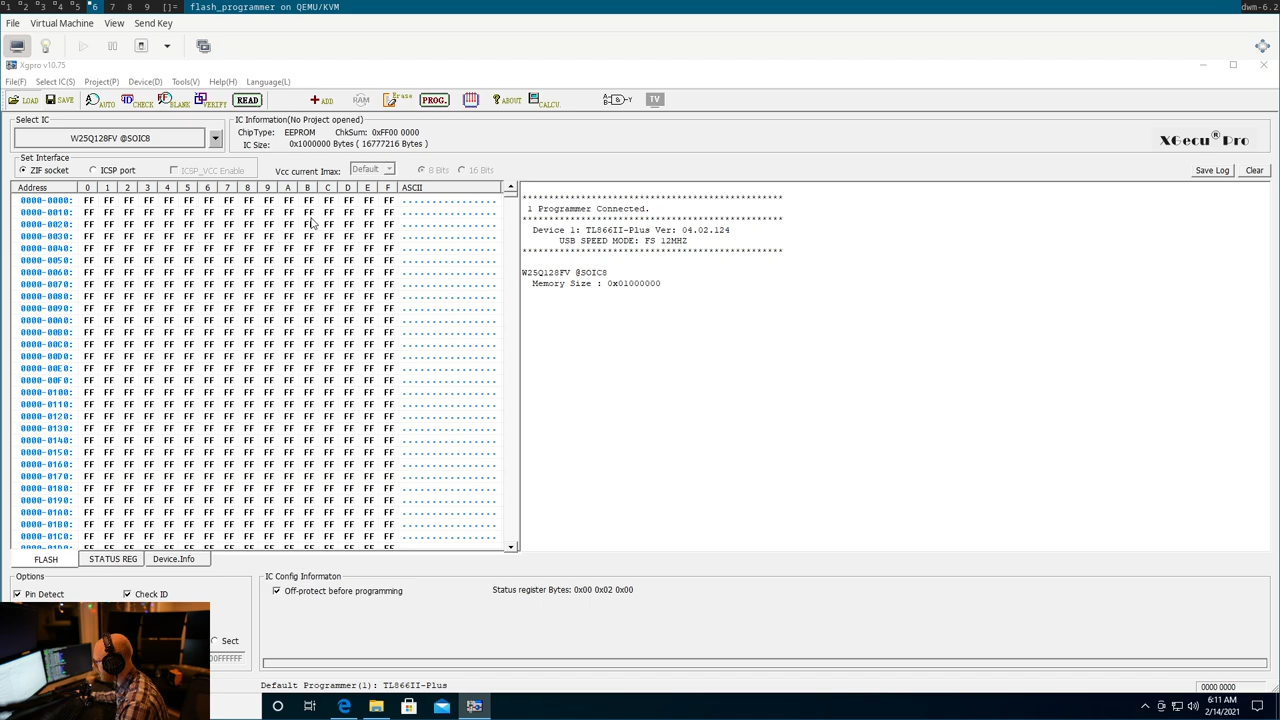 1 2 3 4 5 6 7 8 9 []= flash_programmer on QEMU/KVM dwm-6.2
File Virtual Machine View Send Key
Xgpro v10.75
File(F) Select IC(S) Project(P) Device(D) Tools(V) Help(H) Language(L)
LOAD SAVE AUTO CHECK BLANK VERIFY READ ADD RAM Erase PROG. ABOUT CALCU. TV
Select IC
W25Q128FV @SOIC8
IC Information(No Project opened)
ChipType: EEPROM ChkSum: 0xFF00 0000
IC Size: 0x1000000 Bytes ( 16777216 Bytes )
XGecu® Pro
Set Interface
ZIF socket ICSP port ICSP_VCC Enable Vcc current Imax: Default 8 Bits 16 Bits Save Log Clear
Address 0 1 2 3 4 5 6 7 8 9 A B C D E F ASCII
0000-0000: FF FF FF FF FF FF FF FF FF FF FF FF FF FF FF FF ................
0000-0010: FF FF FF FF FF FF FF FF FF FF FF FF FF FF FF FF ................
0000-0020: FF FF FF FF FF FF FF FF FF FF FF FF FF FF FF FF ................
0000-0030: FF FF FF FF FF FF FF FF FF FF FF FF FF FF FF FF ................
0000-0040: FF FF FF FF FF FF FF FF FF FF FF FF FF FF FF FF ................
0000-0050: FF FF FF FF FF FF FF FF FF FF FF FF FF FF FF FF ................
0000-0060: FF FF FF FF FF FF FF FF FF FF FF FF FF FF FF FF ................
0000-0070: FF FF FF FF FF FF FF FF FF FF FF FF FF FF FF FF ................
0000-0080: FF FF FF FF FF FF FF FF FF FF FF FF FF FF FF FF ................
0000-0090: FF FF FF FF FF FF FF FF FF FF FF FF FF FF FF FF ................
0000-00A0: FF FF FF FF FF FF FF FF FF FF FF FF FF FF FF FF ................
0000-00B0: FF FF FF FF FF FF FF FF FF FF FF FF FF FF FF FF ................
0000-00C0: FF FF FF FF FF FF FF FF FF FF FF FF FF FF FF FF ................
0000-00D0: FF FF FF FF FF FF FF FF FF FF FF FF FF FF FF FF ................
0000-00E0: FF FF FF FF FF FF FF FF FF FF FF FF FF FF FF FF ................
0000-00F0: FF FF FF FF FF FF FF FF FF FF FF FF FF FF FF FF ................
0000-0100: FF FF FF FF FF FF FF FF FF FF FF FF FF FF FF FF ................
0000-0110: FF FF FF FF FF FF FF FF FF FF FF FF FF FF FF FF ................
0000-0120: FF FF FF FF FF FF FF FF FF FF FF FF FF FF FF FF ................
0000-0130: FF FF FF FF FF FF FF FF FF FF FF FF FF FF FF FF ................
0000-0140: FF FF FF FF FF FF FF FF FF FF FF FF FF FF FF FF ................
0000-0150: FF FF FF FF FF FF FF FF FF FF FF FF FF FF FF FF ................
0000-0160: FF FF FF FF FF FF FF FF FF FF FF FF FF FF FF FF ................
0000-0170: FF FF FF FF FF FF FF FF FF FF FF FF FF FF FF FF ................
0000-0180: FF FF FF FF FF FF FF FF FF FF FF FF FF FF FF FF ................
0000-0190: FF FF FF FF FF FF FF FF FF FF FF FF FF FF FF FF ................
0000-01A0: FF FF FF FF FF FF FF FF FF FF FF FF FF FF FF FF ................
0000-01B0: FF FF FF FF FF FF FF FF FF FF FF FF FF FF FF FF ................
0000-01C0: FF FF FF FF FF FF FF FF FF FF FF FF FF FF FF FF ................
0000-01D0: FF FF FF FF FF FF FF FF FF FF FF FF FF FF FF FF
***********************************************
1 Programmer Connected.
***********************************************
Device 1: TL866II-Plus Ver: 04.02.124
USB SPEED MODE: FS 12MHZ
***********************************************
W25Q128FV @SOIC8
Memory Size : 0x01000000
FLASH STATUS REG Device.Info
Options
Pin Detect Check ID
Sect
00FFFFFF
IC Config Informaton
Off-protect before programming Status register Bytes: 0x00 0x02 0x00
Default Programmer(1): TL866II-Plus 0000 0000
6:11 AM
2/14/2021